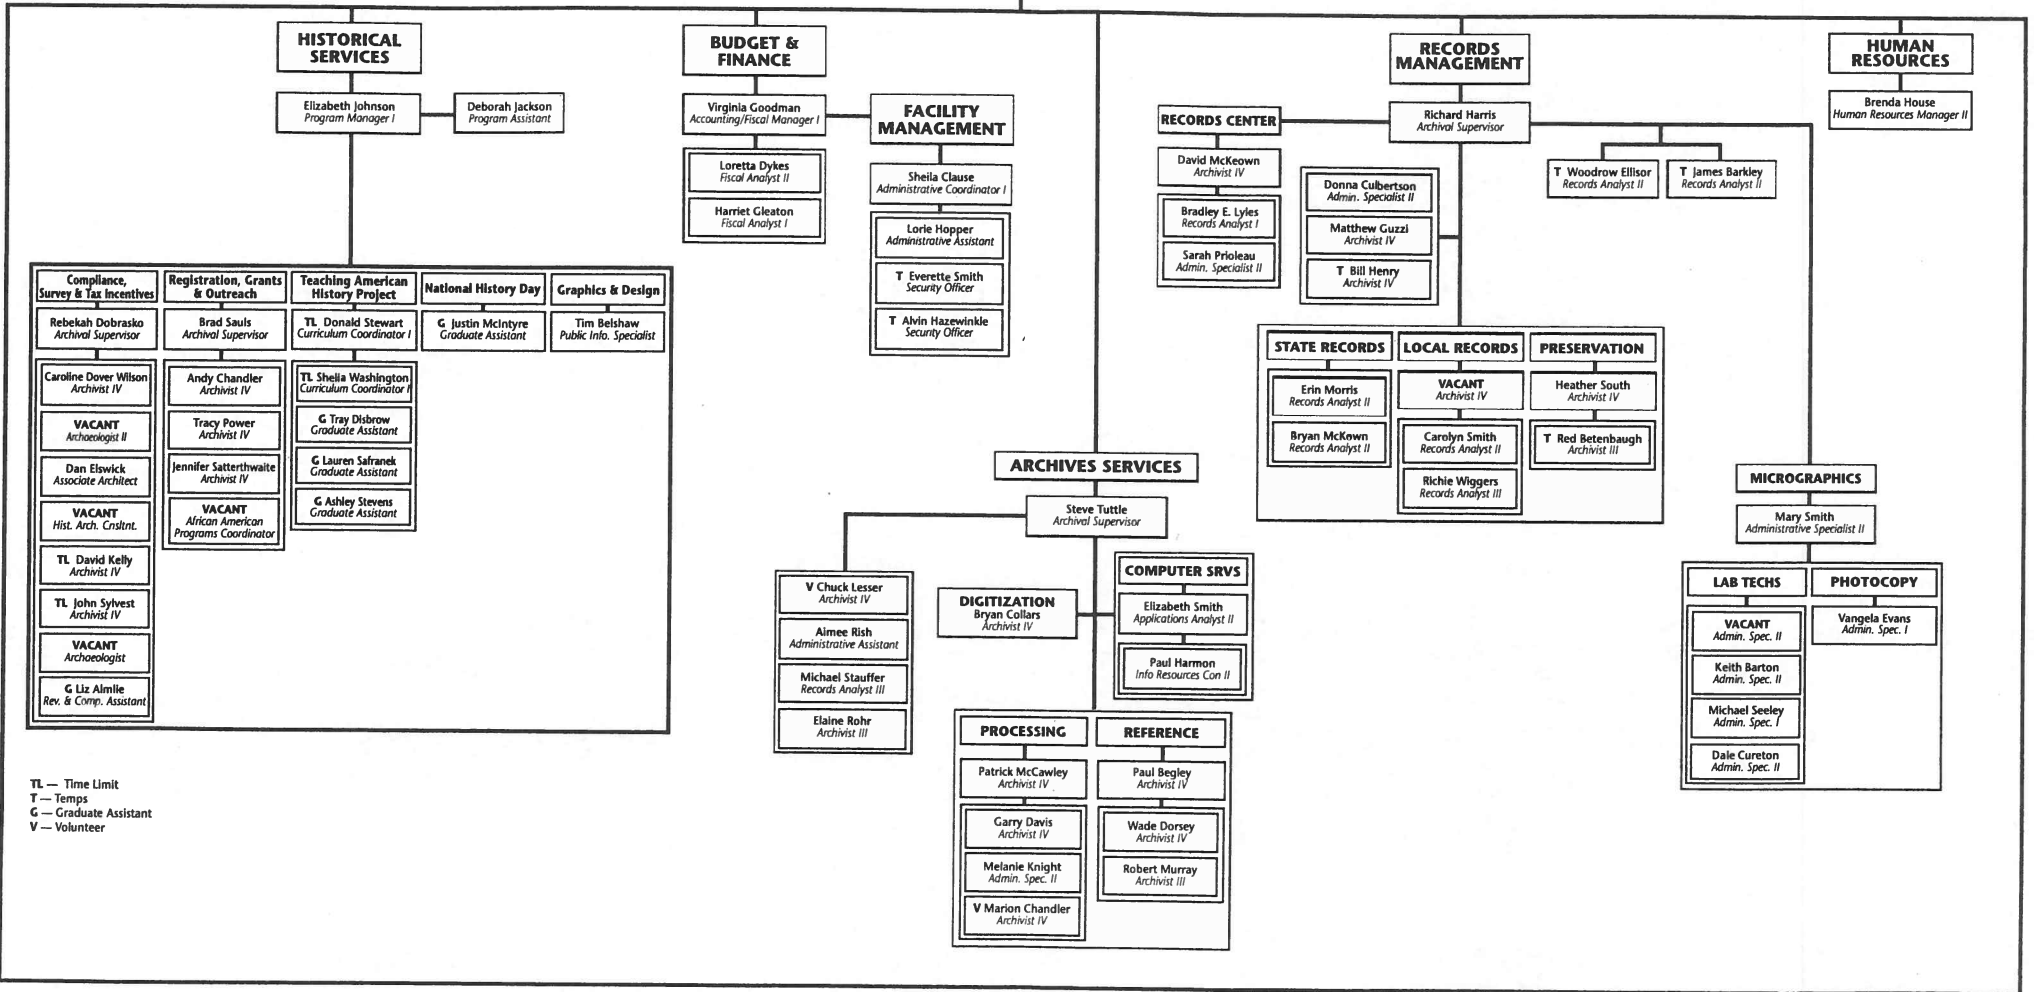 HISTORICAL
SERVICES
Elizabeth Johnson
Program Manager I
Deborah Jackson
Program Assistant
Compliance,
Survey & Tax Incentives
Rebekah Dobrasko
Archival Supervisor
Caroline Dover Wilson
Archivist IV
VACANT
Archaeologist II
Dan Elswick
Associate Architect
VACANT
Hist. Arch. Cnsltnt.
TL David Kelly
Archivist IV
TL John Sylvest
Archivist IV
VACANT
Archaeologist
G Liz Almlie
Rev. & Comp. Assistant
Registration, Grants
& Outreach
Brad Sauls
Archival Supervisor
Andy Chandler
Archivist IV
Tracy Power
Archivist IV
Jennifer Satterthwaite
Archivist IV
VACANT
African American
Programs Coordinator
Teaching American
History Project
TL Donald Stewart
Curriculum Coordinator I
TL Shelia Washington
Curriculum Coordinator I
G Tray Disbrow
Graduate Assistant
G Lauren Safranek
Graduate Assistant
G Ashley Stevens
Graduate Assistant
National History Day
G Justin McIntyre
Graduate Assistant
Graphics & Design
Tim Belshaw
Public Info. Specialist
BUDGET &
FINANCE
Virginia Goodman
Accounting/Fiscal Manager I
Loretta Dykes
Fiscal Analyst II
Harriet Gleaton
Fiscal Analyst I
FACILITY
MANAGEMENT
Sheila Clause
Administrative Coordinator I
Lorie Hopper
Administrative Assistant
T Everette Smith
Security Officer
T Alvin Hazewinkle
Security Officer
ARCHIVES SERVICES
Steve Tuttle
Archival Supervisor
V Chuck Lesser
Archivist IV
Aimee Rish
Administrative Assistant
Michael Stauffer
Records Analyst III
Elaine Rohr
Archivist III
DIGITIZATION
Bryan Collars
Archivist IV
COMPUTER SRVS
Elizabeth Smith
Applications Analyst II
Paul Harmon
Info Resources Con II
PROCESSING
Patrick McCawley
Archivist IV
Garry Davis
Archivist IV
Melanie Knight
Admin. Spec. II
V Marion Chandler
Archivist IV
REFERENCE
Paul Begley
Archivist IV
Wade Dorsey
Archivist IV
Robert Murray
Archivist III
RECORDS
MANAGEMENT
Richard Harris
Archival Supervisor
RECORDS CENTER
David McKeown
Archivist IV
Bradley E. Lyles
Records Analyst I
Sarah Prioleau
Admin. Specialist II
Donna Culbertson
Admin. Specialist II
Matthew Guzzi
Archivist IV
T Bill Henry
Archivist IV
T Woodrow Ellisor
Records Analyst II
T James Barkley
Records Analyst II
STATE RECORDS
Erin Morris
Records Analyst II
Bryan McKown
Records Analyst II
LOCAL RECORDS
VACANT
Archivist IV
Carolyn Smith
Records Analyst II
Richie Wiggers
Records Analyst III
PRESERVATION
Heather South
Archivist IV
T Red Betenbaugh
Archivist III
MICROGRAPHICS
Mary Smith
Administrative Specialist II
LAB TECHS
VACANT
Admin. Spec. II
Keith Barton
Admin. Spec. II
Michael Seeley
Admin. Spec. I
Dale Cureton
Admin. Spec. II
PHOTOCOPY
Vangela Evans
Admin. Spec. I
HUMAN
RESOURCES
Brenda House
Human Resources Manager II
TL — Time Limit
T — Temps
G — Graduate Assistant
V — Volunteer